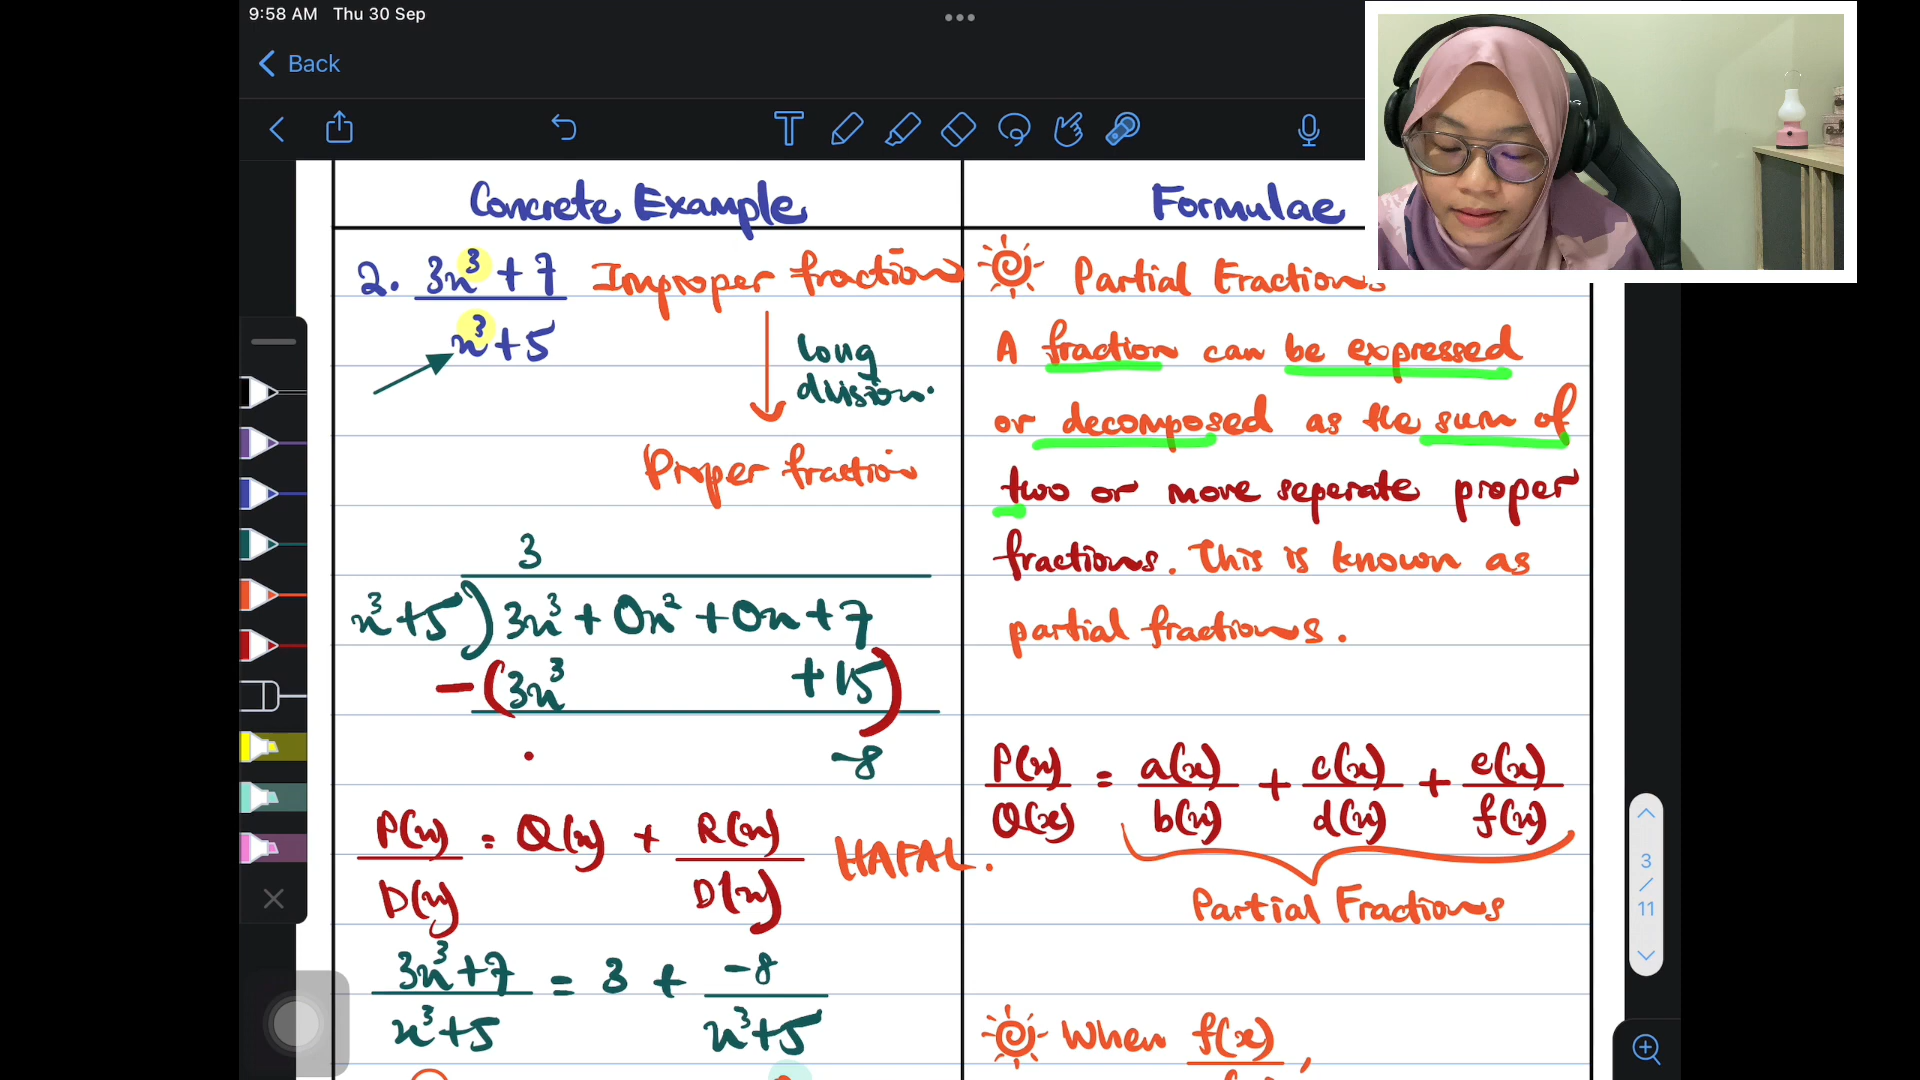 9:58 AM Thu 30 Sep
Back
Concrete Example
2. 3x³ + 7 Improper fraction
x³ + 5
long
division.
Proper fraction
3
x³ + 5 ) 3x³ + 0x² + 0x + 7
- ( 3x³ + 15 )
-8
P(x) = Q(x) + R(x) HAFAL.
D(x) D(x)
3x³ + 7 = 3 + -8
x³ + 5 x³ + 5
Formulae
Partial Fractions
A fraction can be expressed
or decomposed as the sum of
two or more seperate proper
fractions. This is known as
partial fractions.
P(x) = a(x) + c(x) + e(x)
Q(x) b(x) d(x) f(x)
Partial Fractions
When f(x) ,
3
/
11